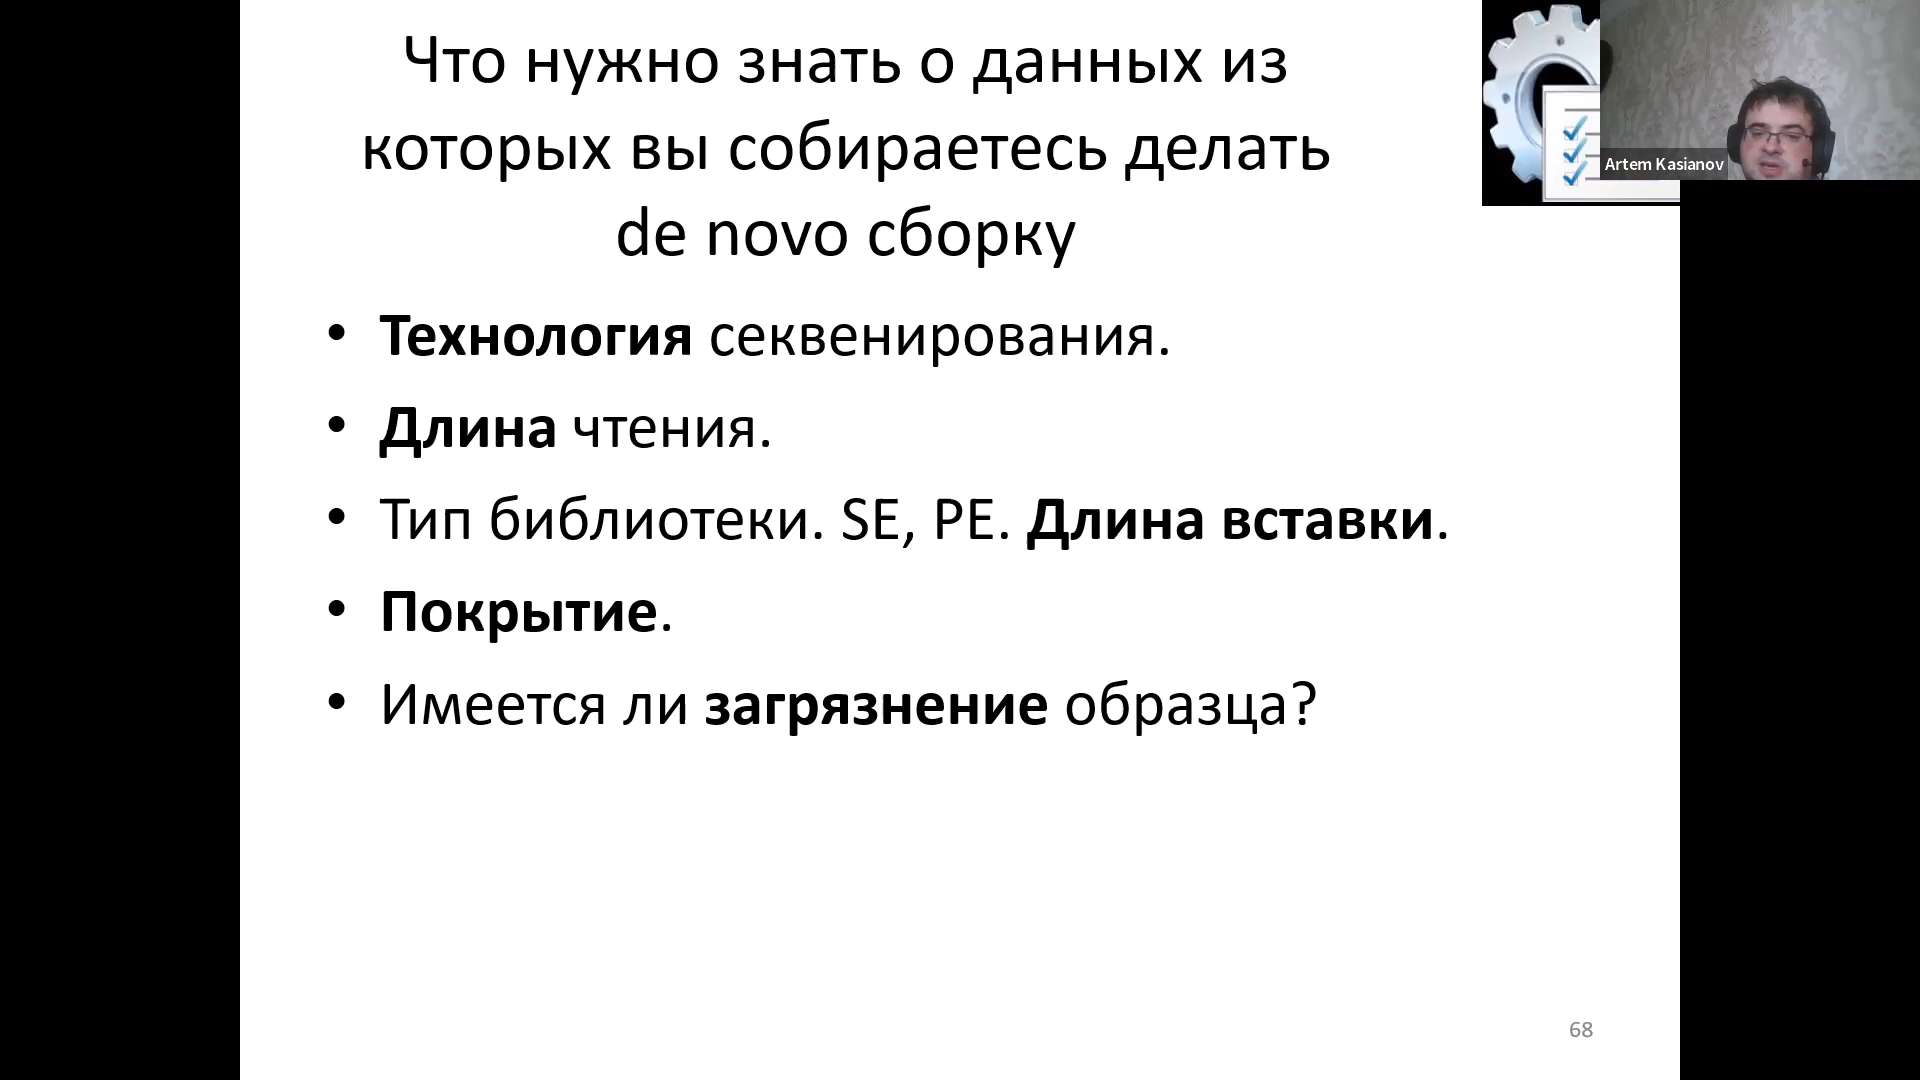 Что нужно знать о данных из
которых вы собираетесь делать
de novo сборку
• Технология секвенирования.
• Длина чтения.
• Тип библиотеки. SE, PE. Длина вставки.
• Покрытие.
• Имеется ли загрязнение образца?
Artem Kasianov
68